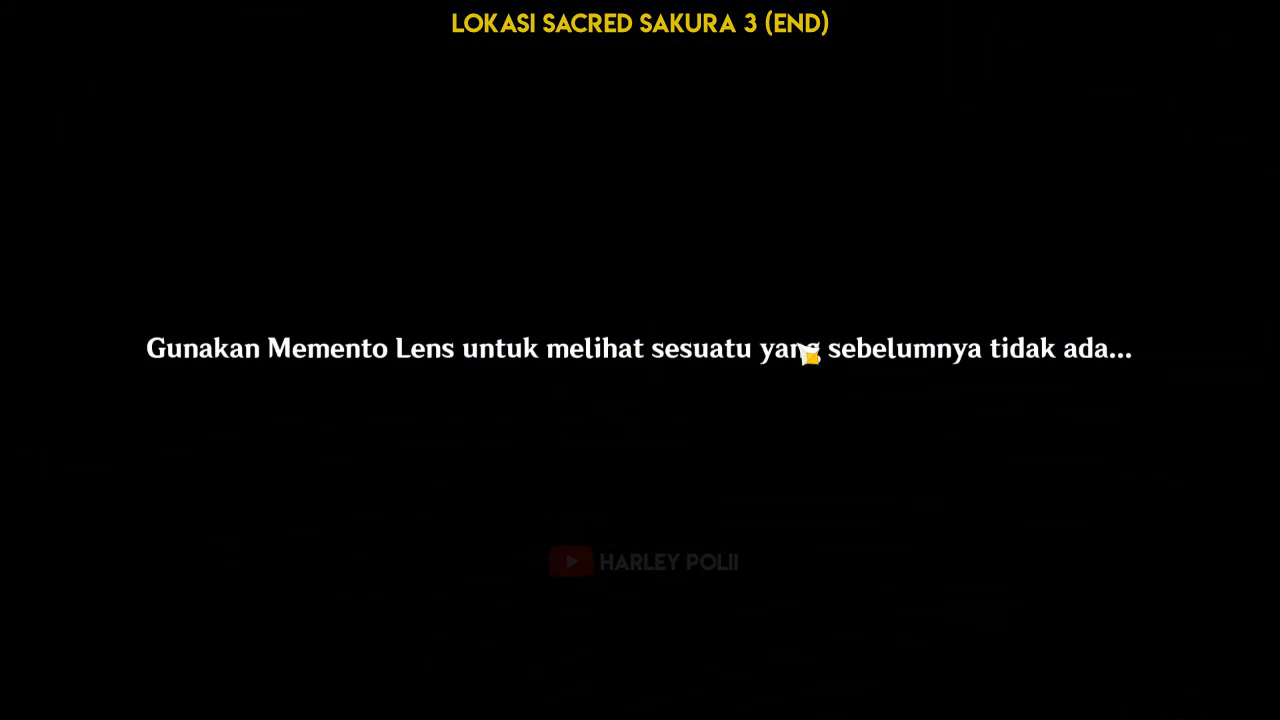 LOKASI SACRED SAKURA 3 (END)
Gunakan Memento Lens untuk melihat sesuatu yang sebelumnya tidak ada...
HARLEY POLII